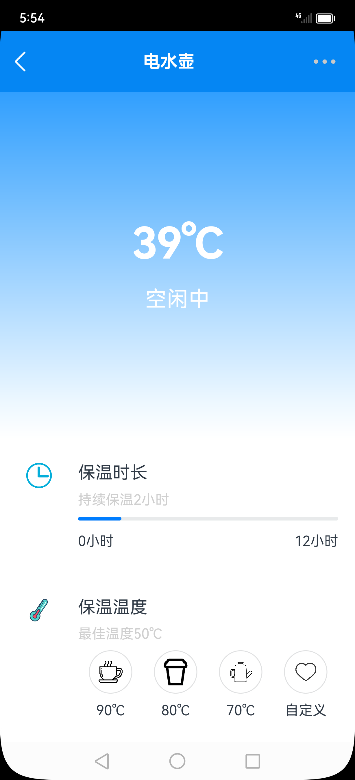 5:54
4G
电水壶
39℃
空闲中
保温时长
持续保温2小时
0小时
12小时
保温温度
最佳温度50℃
90℃
80℃
70℃
自定义